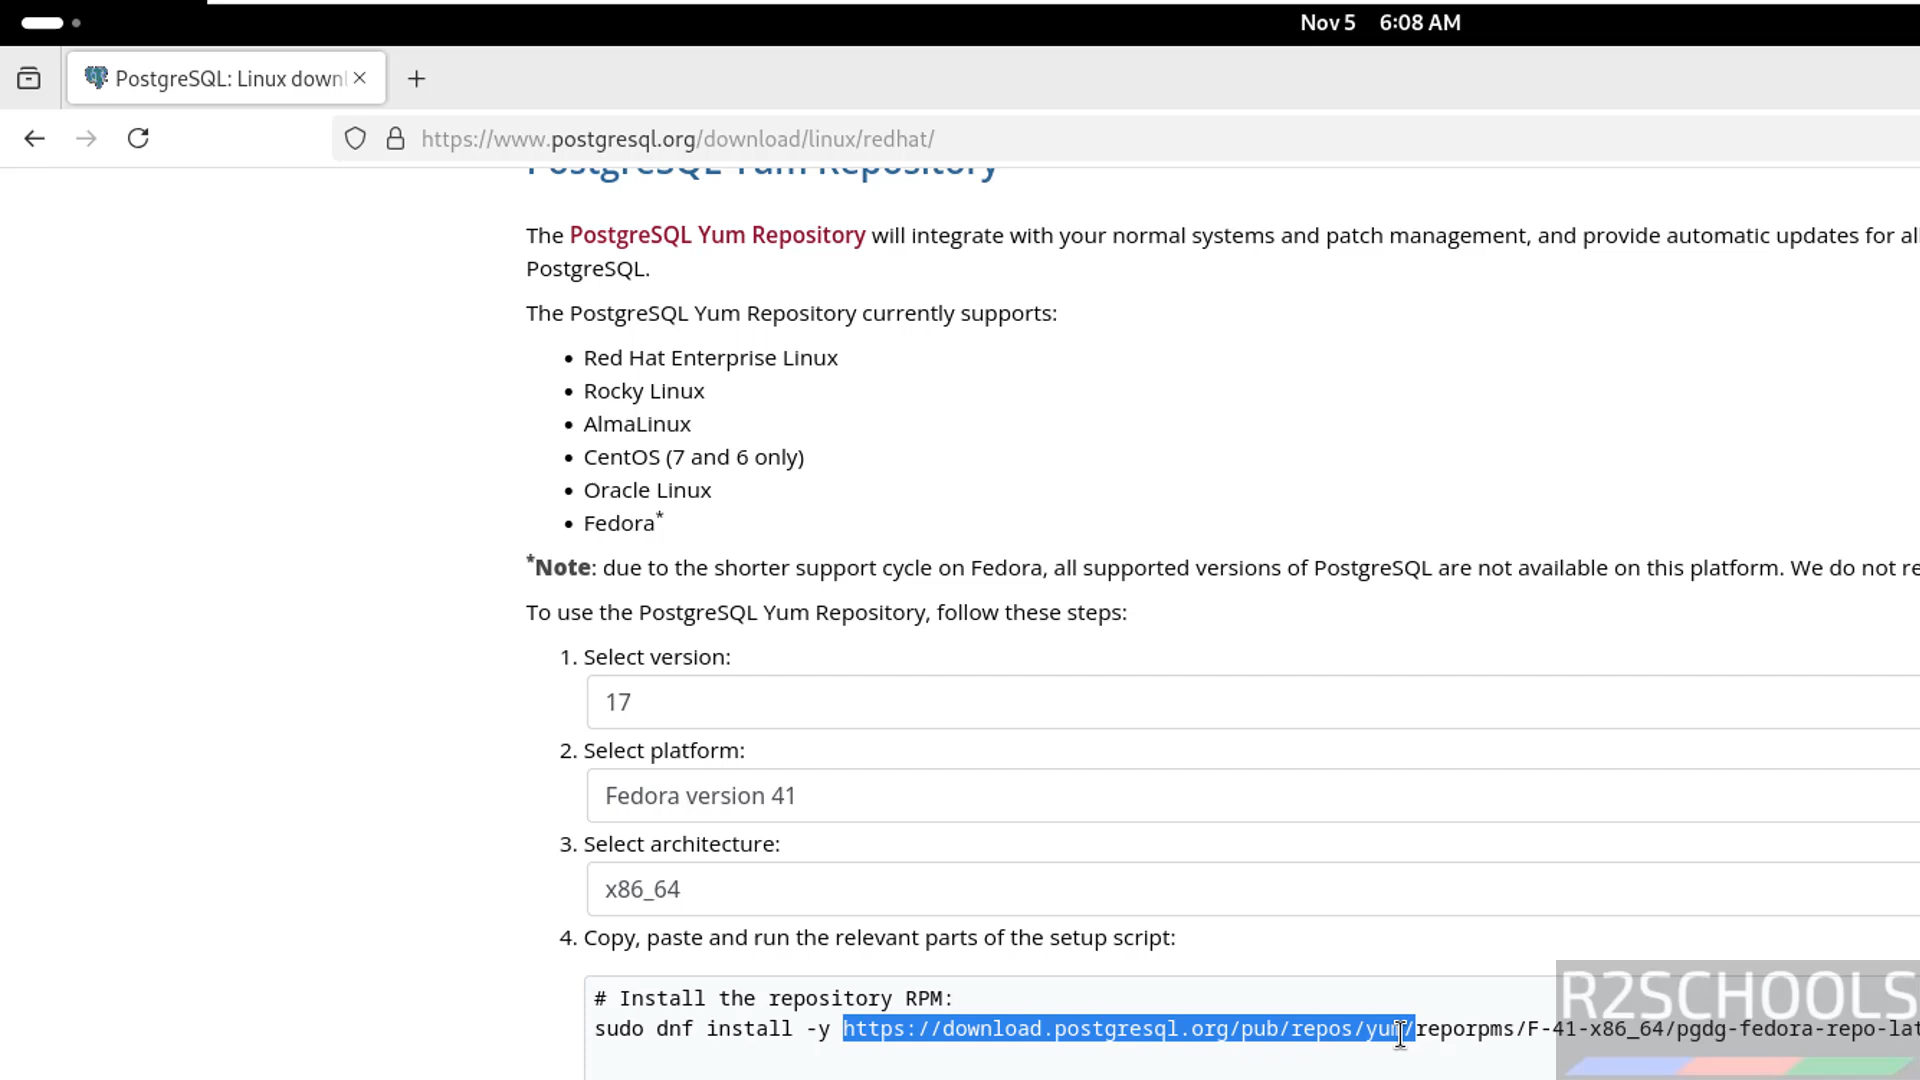 Nov 5 6:08 AM
PostgreSQL: Linux down
https://www.postgresql.org/download/linux/redhat/
PostgreSQL Yum Repository
The PostgreSQL Yum Repository will integrate with your normal systems and patch management, and provide automatic updates for al
PostgreSQL.
The PostgreSQL Yum Repository currently supports:
• Red Hat Enterprise Linux
• Rocky Linux
• AlmaLinux
• CentOS (7 and 6 only)
• Oracle Linux
• Fedora*
*Note: due to the shorter support cycle on Fedora, all supported versions of PostgreSQL are not available on this platform. We do not re
To use the PostgreSQL Yum Repository, follow these steps:
1. Select version:
17
2. Select platform:
Fedora version 41
3. Select architecture:
x86_64
4. Copy, paste and run the relevant parts of the setup script:
# Install the repository RPM:
sudo dnf install -y https://download.postgresql.org/pub/repos/yum/reporpms/F-41-x86_64/pgdg-fedora-repo-lat
R2SCHOOLS